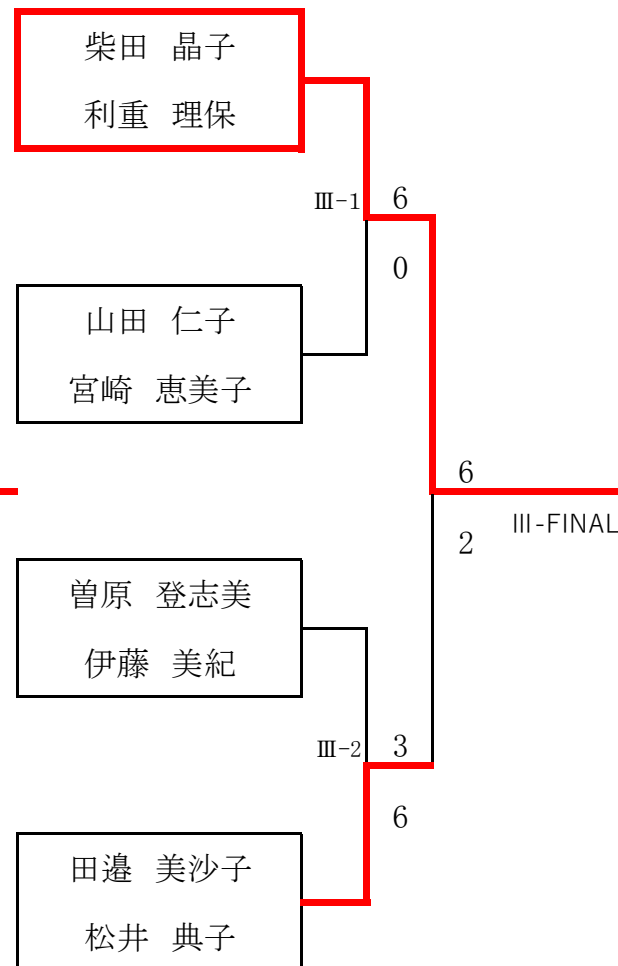 柴田 晶子
利重 理保
Ⅲ-1
6
0
山田 仁子
宮崎 恵美子
6
2
III-FINAL
曽原 登志美
伊藤 美紀
Ⅲ-2
3
6
田邉 美沙子
松井 典子